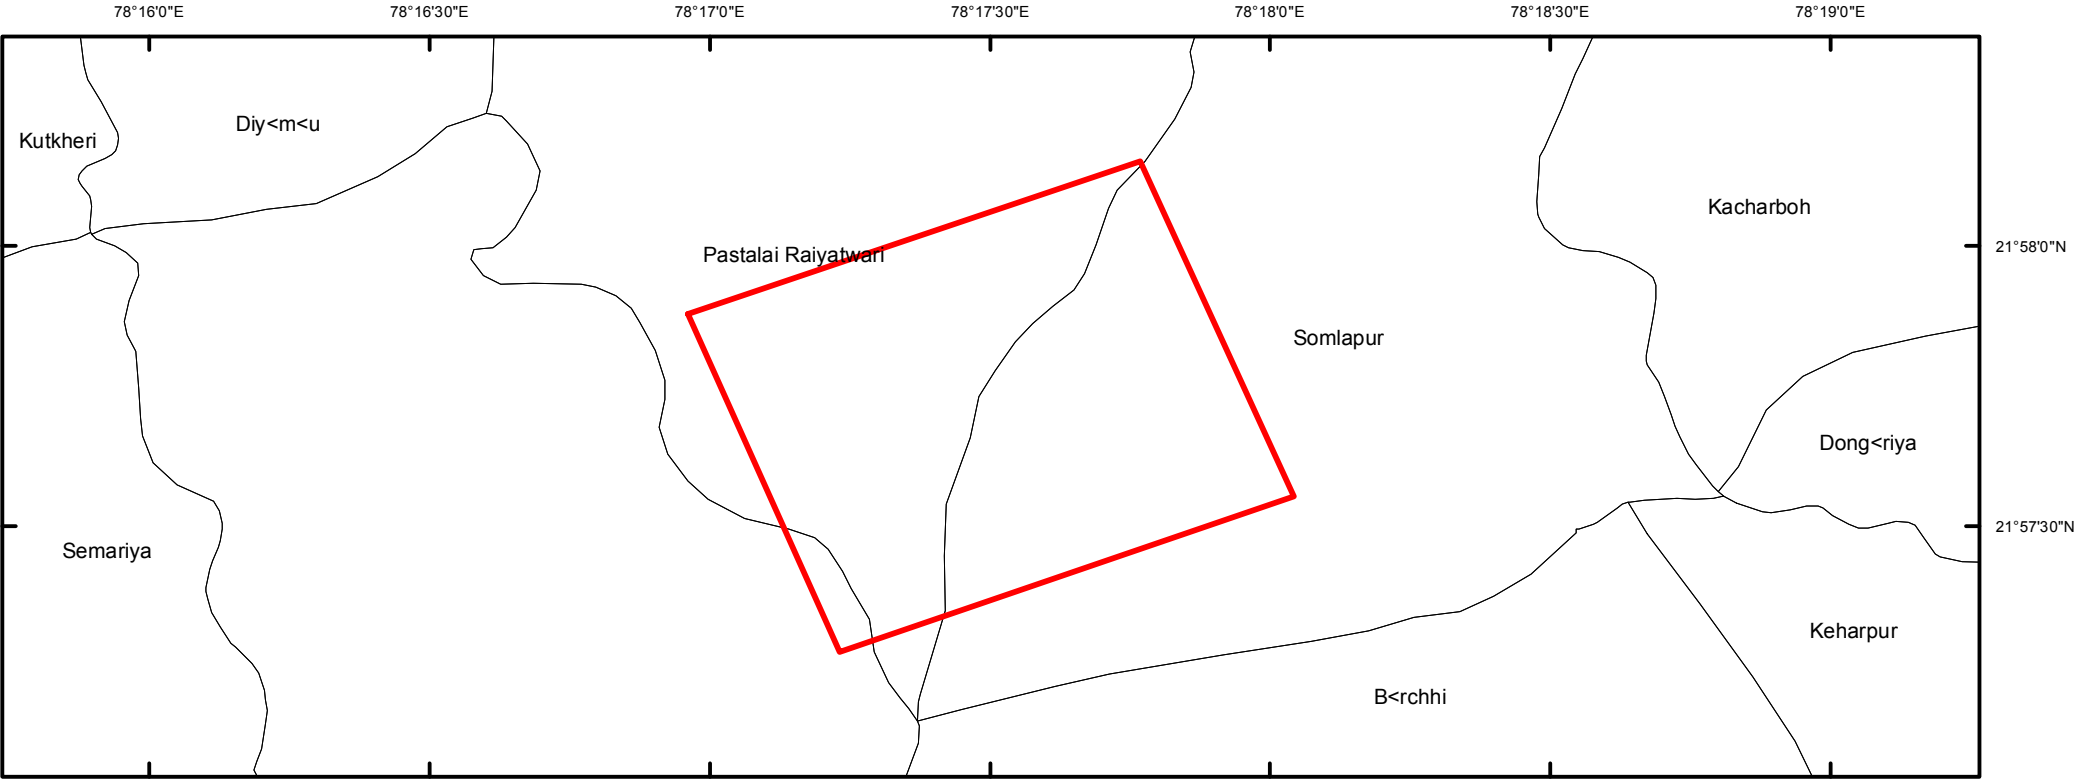 78°16'0"E 78°16'30"E 78°17'0"E 78°17'30"E 78°18'0"E 78°18'30"E 78°19'0"E
Diy<m<u
Kutkheri
Kacharboh
21°58'0"N
Pastalai Raiyatwari
Somlapur
Dong<riya
21°57'30"N
Semariya
Keharpur
B<rchhi